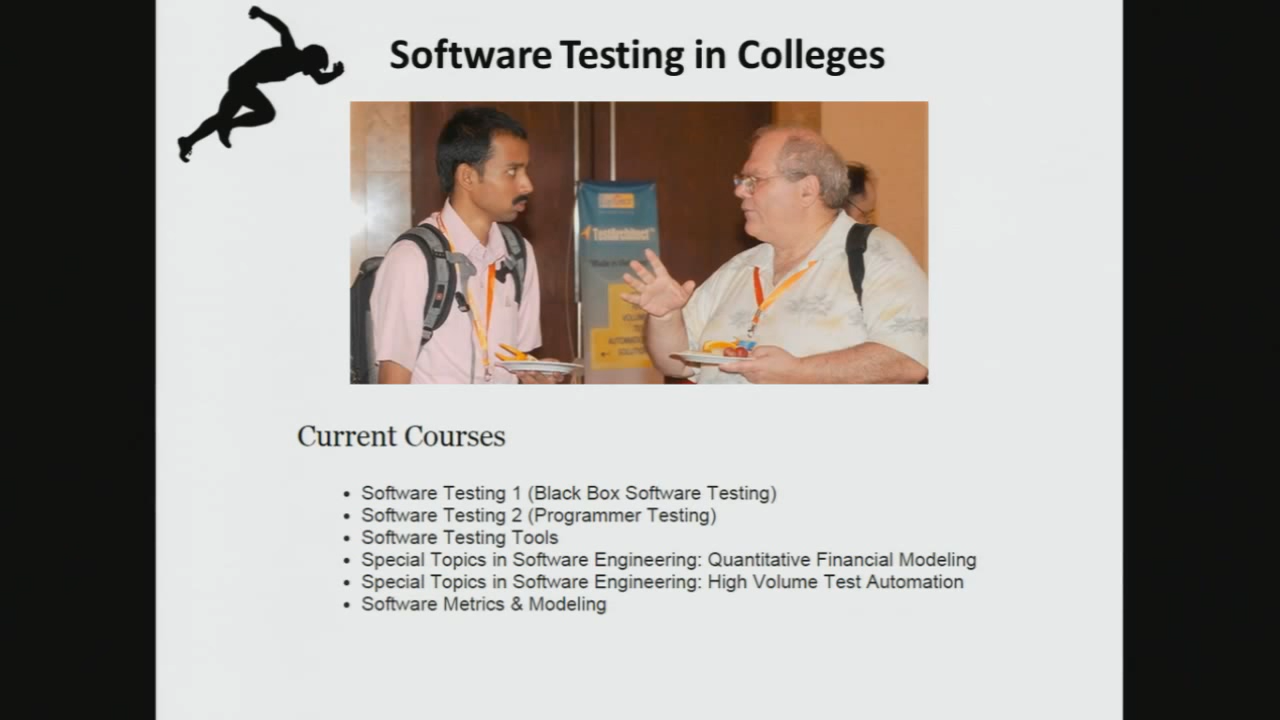 Software Testing in Colleges
TestArchitect
Current Courses
• Software Testing 1 (Black Box Software Testing)
• Software Testing 2 (Programmer Testing)
• Software Testing Tools
• Special Topics in Software Engineering: Quantitative Financial Modeling
• Special Topics in Software Engineering: High Volume Test Automation
• Software Metrics & Modeling